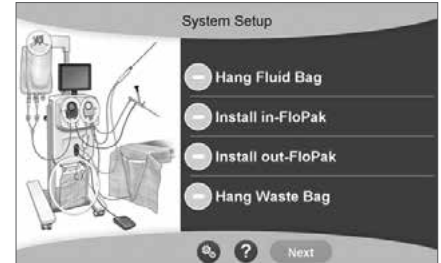 System Setup
Hang Fluid Bag
Install in-FloPak
Install out-FloPak
Hang Waste Bag
?
Next